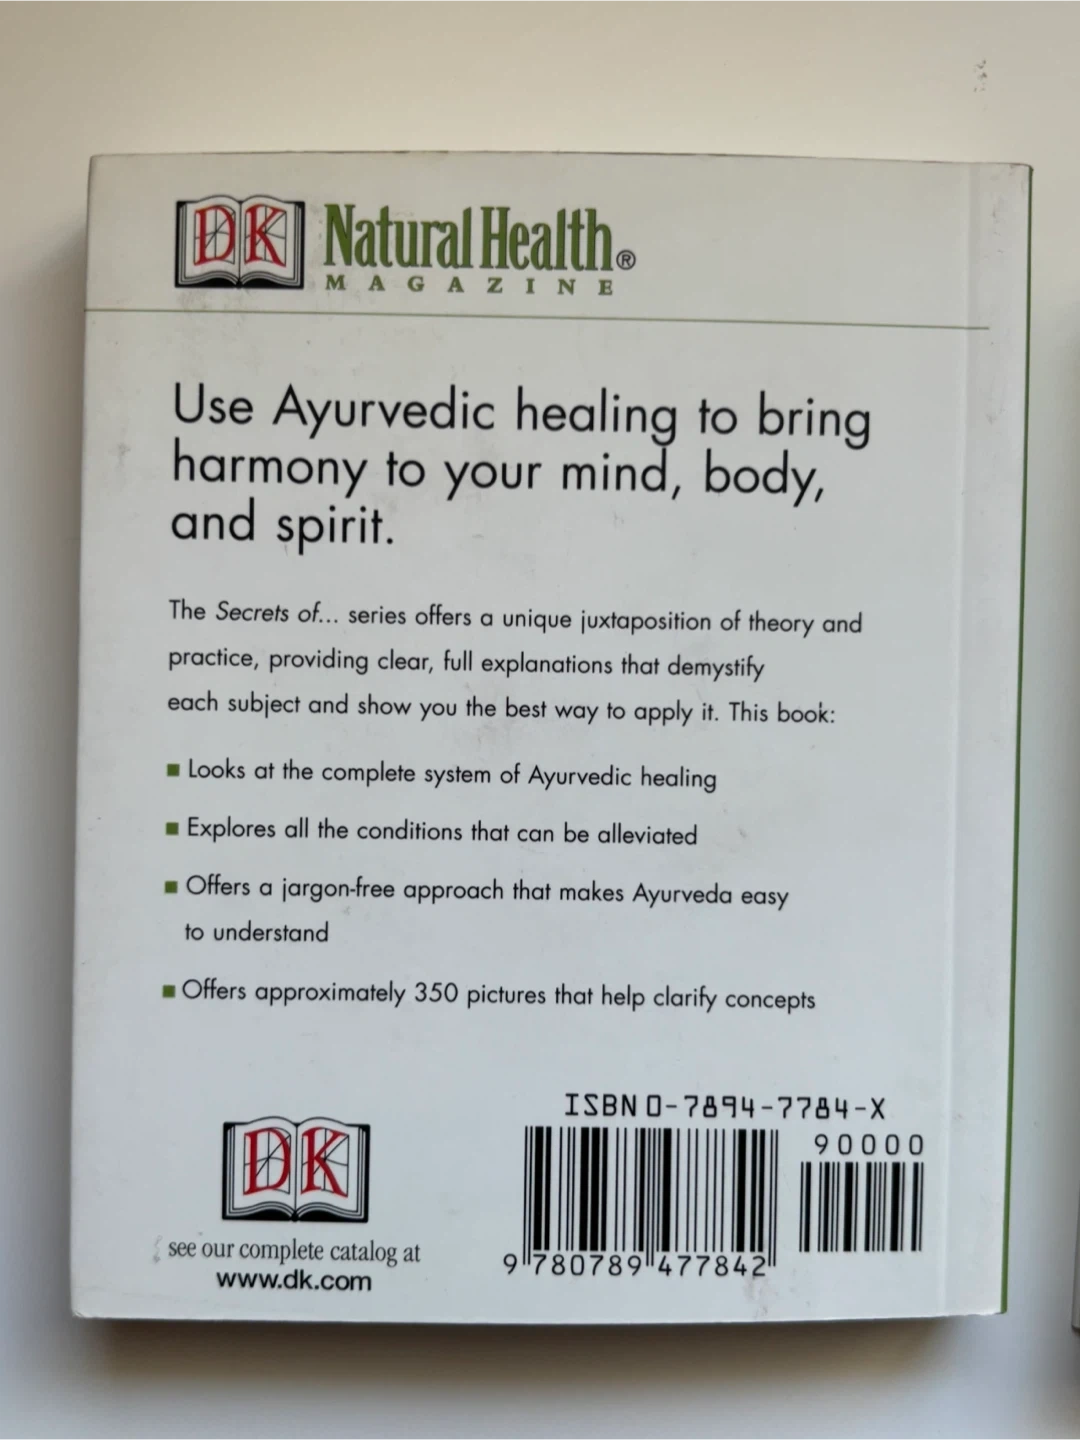 DK Natural Health®
MAGAZINE
Use Ayurvedic healing to bring
harmony to your mind, body,
and spirit.
The Secrets of... series offers a unique juxtaposition of theory and
practice, providing clear, full explanations that demystify
each subject and show you the best way to apply it. This book:
■ Looks at the complete system of Ayurvedic healing
■ Explores all the conditions that can be alleviated
■ Offers a jargon-free approach that makes Ayurveda easy
to understand
■ Offers approximately 350 pictures that help clarify concepts
ISBN 0-7894-7784-X
90000
DK
see our complete catalog at
www.dk.com
9 780789 477842